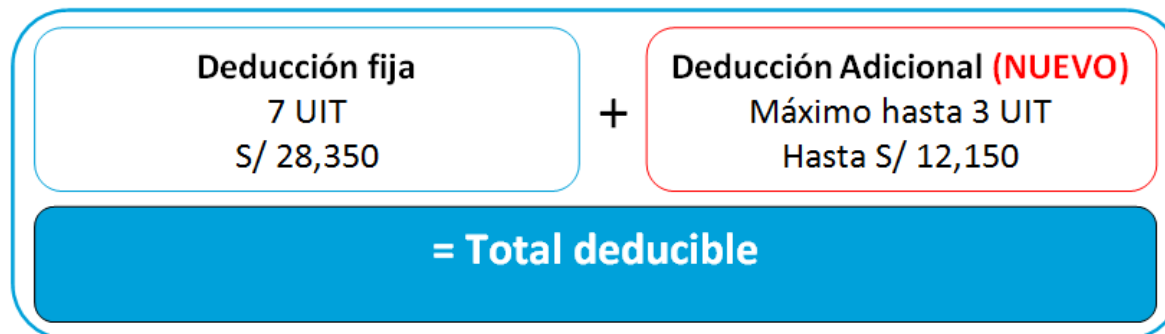 Deducción fija
7 UIT
S/ 28,350
+
Deducción Adicional (NUEVO)
Máximo hasta 3 UIT
Hasta S/ 12,150
= Total deducible